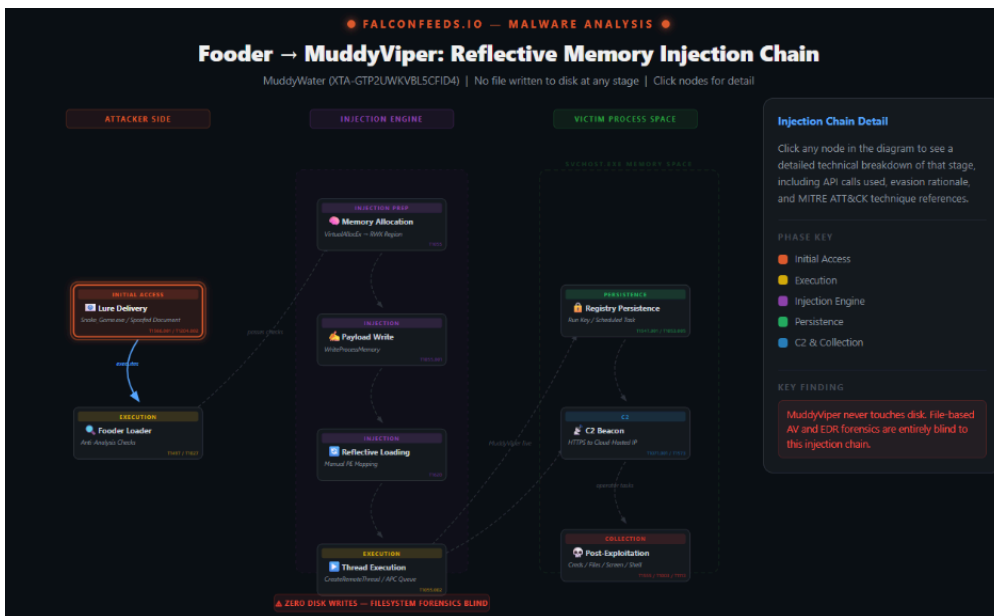 FALCONFEEDS.IO — MALWARE ANALYSIS
Fooder → MuddyViper: Reflective Memory Injection Chain
MuddyWater (XTA-GTP2UWKVBL5CFID4) | No file written to disk at any stage | Click nodes for detail
ATTACKER SIDE
INJECTION ENGINE
VICTIM PROCESS SPACE
SVCHOST.EXE MEMORY SPACE
INJECTION PREP
Memory Allocation
VirtualAllocEx → RWX Region
INITIAL ACCESS
Lure Delivery
Snake Game.exe / Spoofed Document
executes
EXECUTION
Fooder Loader
Anti-Analysis Checks
INJECTION
Payload Write
WriteProcessMemory
INJECTION
Reflective Loading
Manual PE Mapping
EXECUTION
Thread Execution
CreateRemoteThread / APC Queue
⚠ ZERO DISK WRITES — FILESYSTEM FORENSICS BLIND
PERSISTENCE
Registry Persistence
Run Key / Scheduled Task
C2
C2 Beacon
HTTPS to Cloud-Hosted IP
operator tasks
COLLECTION
Post-Exploitation
Creds / Files / Screen / Shell
Injection Chain Detail
Click any node in the diagram to see a
detailed technical breakdown of that stage,
including API calls used, evasion rationale,
and MITRE ATT&CK technique references.
PHASE KEY
Initial Access
Execution
Injection Engine
Persistence
C2 & Collection
KEY FINDING
MuddyViper never touches disk. File-based
AV and EDR forensics are entirely blind to
this injection chain.